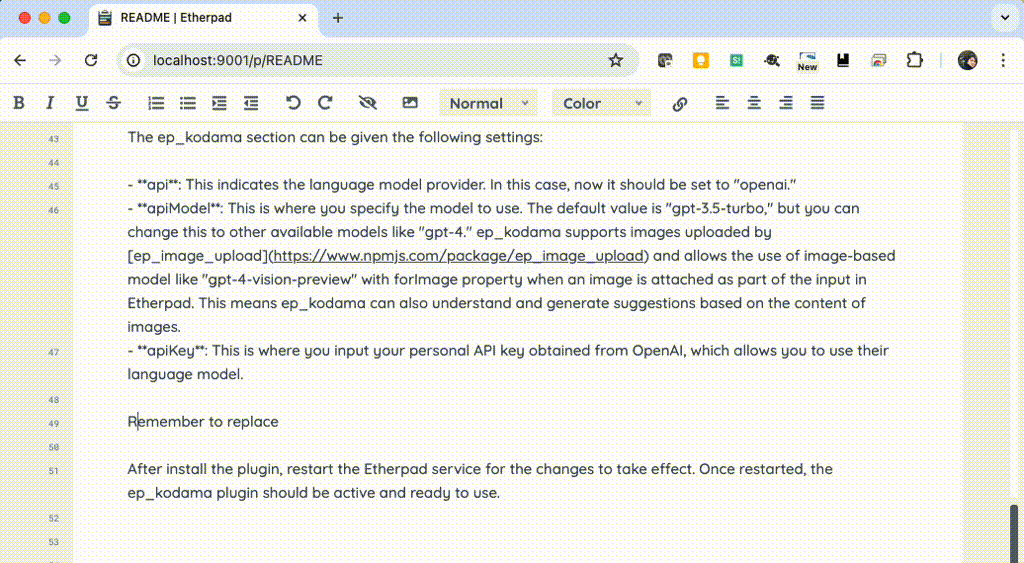 README | Etherpad
localhost:9001/p/README
New
B I U S Normal Color
43 The ep_kodama section can be given the following settings:
44
45 - **api**: This indicates the language model provider. In this case, now it should be set to "openai."
46 - **apiModel**: This is where you specify the model to use. The default value is "gpt-3.5-turbo," but you can
change this to other available models like "gpt-4." ep_kodama supports images uploaded by
[ep_image_upload](https://www.npmjs.com/package/ep_image_upload) and allows the use of image-based
model like "gpt-4-vision-preview" with forImage property when an image is attached as part of the input in
Etherpad. This means ep_kodama can also understand and generate suggestions based on the content of
images.
47 - **apiKey**: This is where you input your personal API key obtained from OpenAI, which allows you to use their
language model.
48
49 Remember to replace
50
51 After install the plugin, restart the Etherpad service for the changes to take effect. Once restarted, the
ep_kodama plugin should be active and ready to use.
52
53